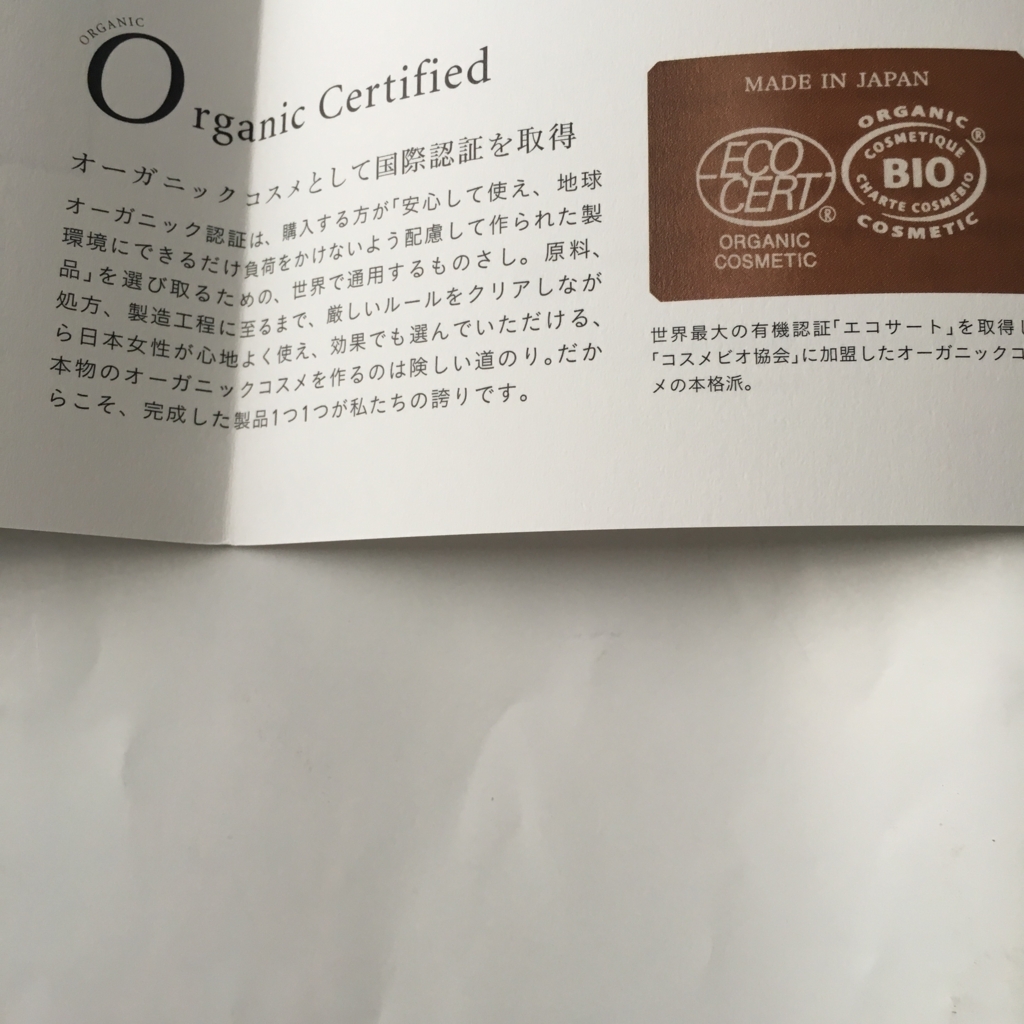 ORGANIC
Organic Certified
オーガニックコスメとして国際認証を取得
オーガニック認証は、購入する方が「安心して使え、地球
環境にできるだけ負荷をかけないよう配慮して作られた製
品」を選び取るための、世界で通用するものさし。原料、
処方、製造工程に至るまで、厳しいルールをクリアしなが
ら日本女性が心地よく使え、効果でも選んでいただける、
本物のオーガニックコスメを作るのは険しい道のり。だか
らこそ、完成した製品1つ1つが私たちの誇りです。
MADE IN JAPAN
ECO
CERT
®
ORGANIC
COSMETIC
ORGANIC
®
COSMETIQUE
BIO
CHARTE COSMEBIO
COSMETIC
世界最大の有機認証「エコサート」を取得し
「コスメビオ協会」に加盟したオーガニックコ
メの本格派。